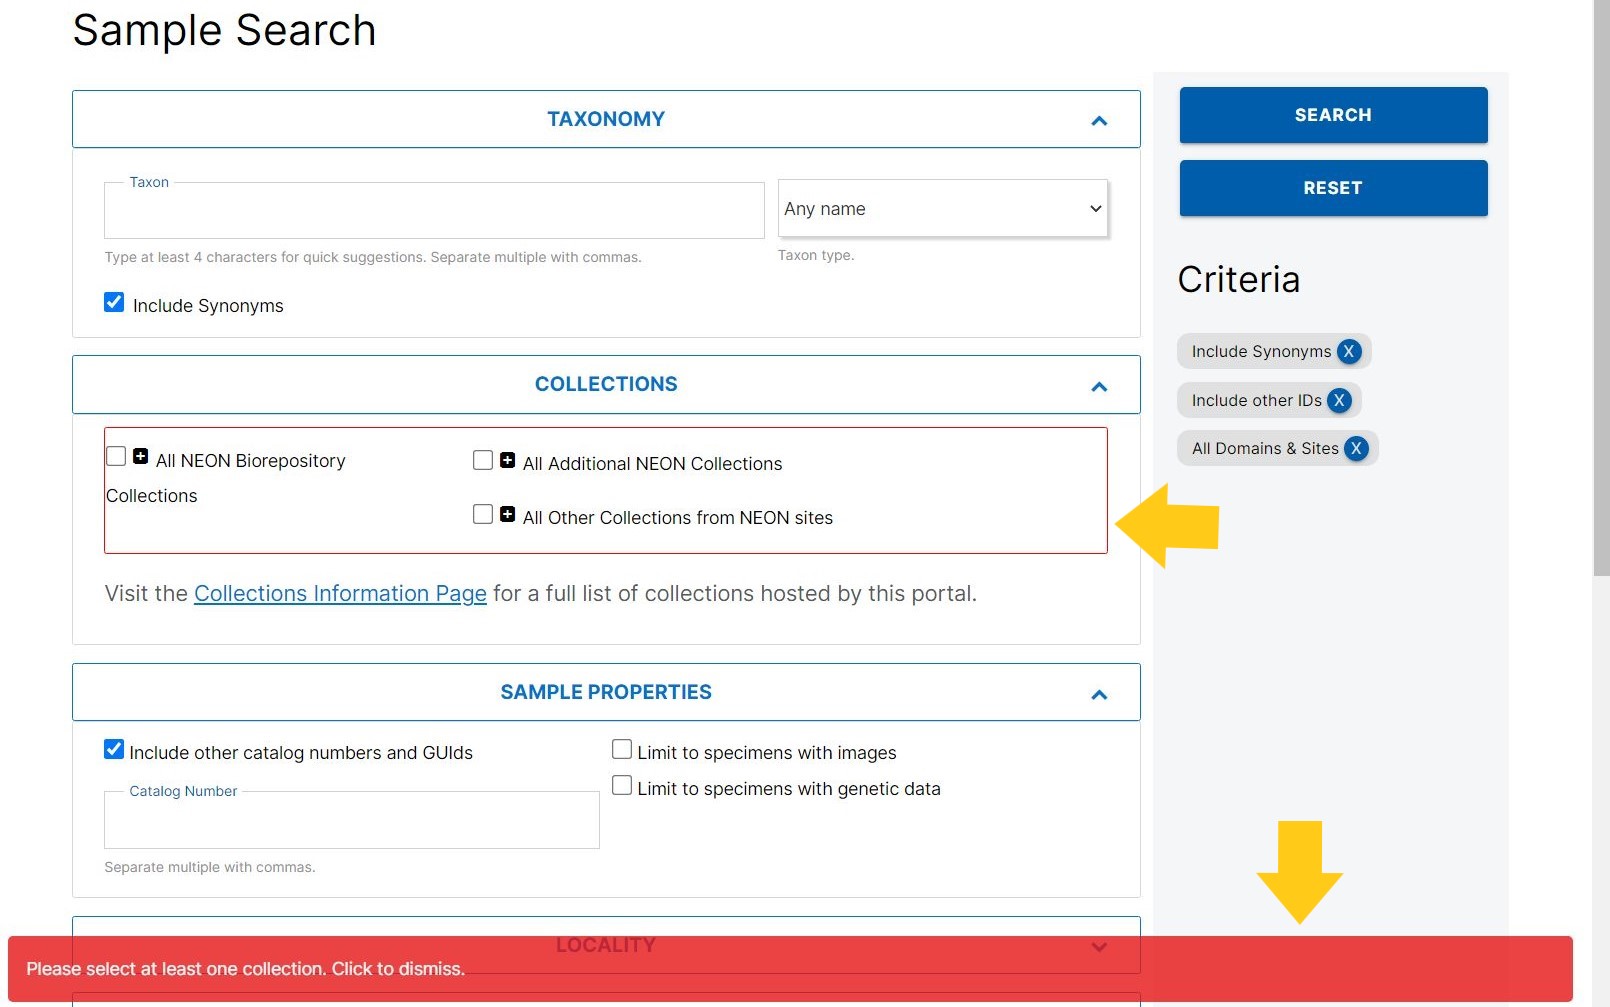 Sample Search
TAXONOMY
Taxon
Any name
Type at least 4 characters for quick suggestions. Separate multiple with commas.
Taxon type.
Include Synonyms
COLLECTIONS
All NEON Biorepository
Collections
All Additional NEON Collections
All Other Collections from NEON sites
Visit the Collections Information Page for a full list of collections hosted by this portal.
SAMPLE PROPERTIES
Include other catalog numbers and GUIds
Limit to specimens with images
Limit to specimens with genetic data
Catalog Number
Separate multiple with commas.
LOCALITY
Please select at least one collection. Click to dismiss.
SEARCH
RESET
Criteria
Include Synonyms X
Include other IDs X
All Domains & Sites X